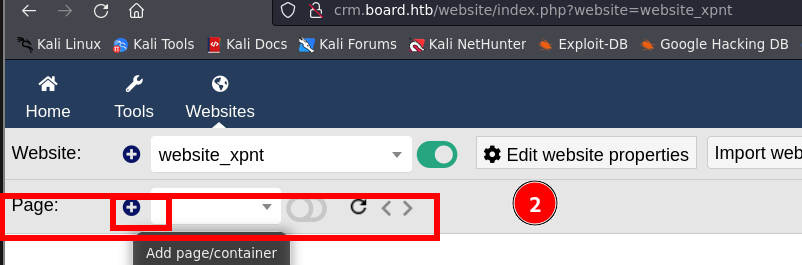 crm.board.htb/website/index.php?website=website_xpnt
Kali Linux Kali Tools Kali Docs Kali Forums Kali NetHunter Exploit-DB Google Hacking DB
Home Tools Websites
Website: website_xpnt Edit website properties Import web
Page: 2
Add page/container